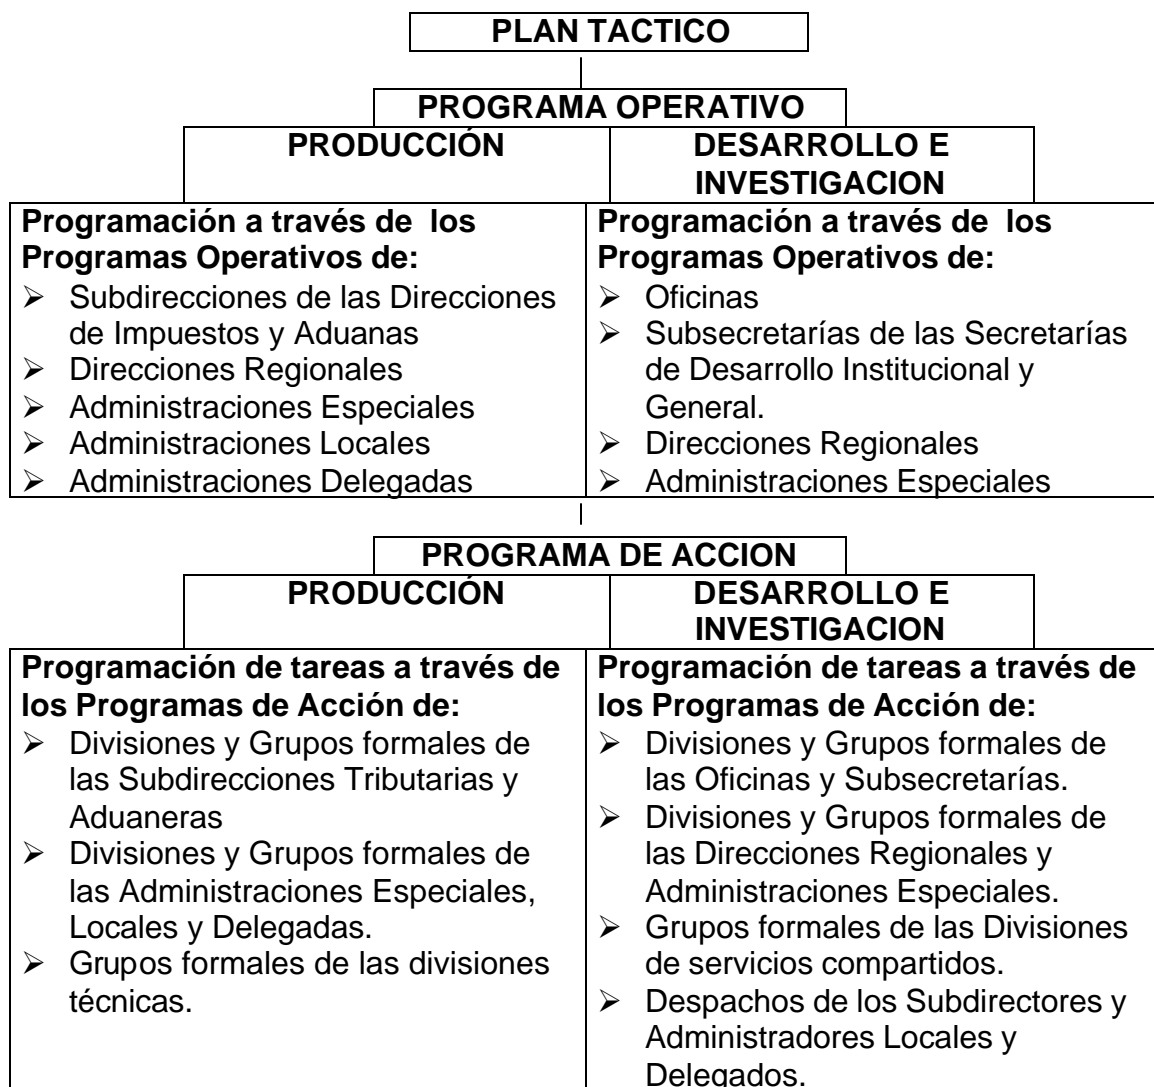 PLAN TACTICO
PROGRAMA OPERATIVO
PRODUCCIÓN
DESARROLLO E
INVESTIGACION
Programación a través de  los
Programas Operativos de:
➢ Subdirecciones de las Direcciones
de Impuestos y Aduanas
➢ Direcciones Regionales
➢ Administraciones Especiales
➢ Administraciones Locales
➢ Administraciones Delegadas
Programación a través de  los
Programas Operativos de:
➢ Oficinas
➢ Subsecretarías de las Secretarías
de Desarrollo Institucional y
General.
➢ Direcciones Regionales
➢ Administraciones Especiales
PROGRAMA DE ACCION
PRODUCCIÓN
DESARROLLO E
INVESTIGACION
Programación de tareas a través de
los Programas de Acción de:
➢ Divisiones y Grupos formales de
las Subdirecciones Tributarias y
Aduaneras
➢ Divisiones y Grupos formales de
las Administraciones Especiales,
Locales y Delegadas.
➢ Grupos formales de las divisiones
técnicas.
Programación de tareas a través de
los Programas de Acción de:
➢ Divisiones y Grupos formales de
las Oficinas y Subsecretarías.
➢ Divisiones y Grupos formales de
las Direcciones Regionales y
Administraciones Especiales.
➢ Grupos formales de las Divisiones
de servicios compartidos.
➢ Despachos de los Subdirectores y
Administradores Locales y
Delegados.